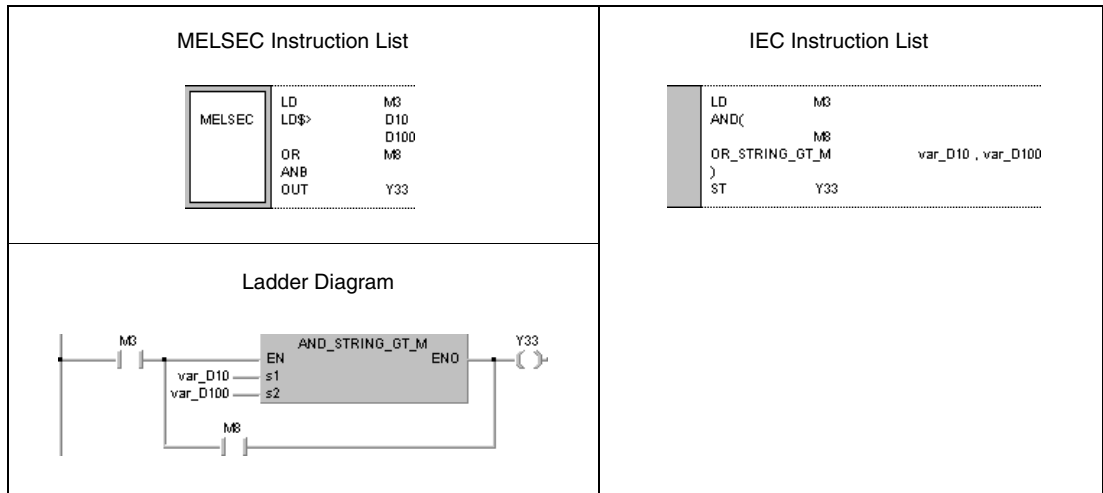 MELSEC Instruction List
MELSEC
LD M3
LD$> D10
D100
OR M8
ANB
OUT Y33
IEC Instruction List
LD M3
AND(
M8
OR_STRING_GT_M var_D10 , var_D100
)
ST Y33
Ladder Diagram
M3
AND_STRING_GT_M
Y33
EN
ENO
var_D10
s1
var_D100
s2
M8